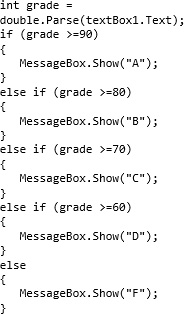 int grade =
double.Parse(textBox1.Text);
if (grade >=90)
{
   MessageBox.Show("A");
}
else if (grade >=80)
{
   MessageBox.Show("B");
}
else if (grade >=70)
{
   MessageBox.Show("C");
}
else if (grade >=60)
{
   MessageBox.Show("D");
}
else
{
   MessageBox.Show("F");
}